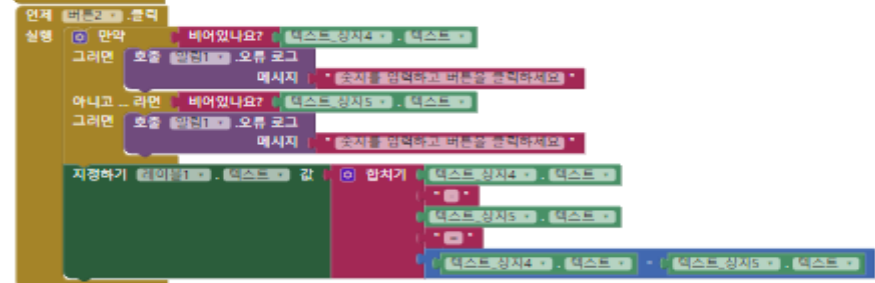 언제 버튼2 .클릭
실행 만약 비어있나요? 텍스트_상자4 . 텍스트
그러면 호출 알림1 .오류 로그
메시지 " 숫자를 입력하고 버튼을 클릭하세요 "
아니고 ... 라면 비어있나요? 텍스트_상자5 . 텍스트
그러면 호출 알림1 .오류 로그
메시지 " 숫자를 입력하고 버튼을 클릭하세요 "
지정하기 레이블1 . 텍스트 값 합치기 텍스트_상자4 . 텍스트
" - "
텍스트_상자5 . 텍스트
" = "
텍스트_상자4 . 텍스트 - 텍스트_상자5 . 텍스트